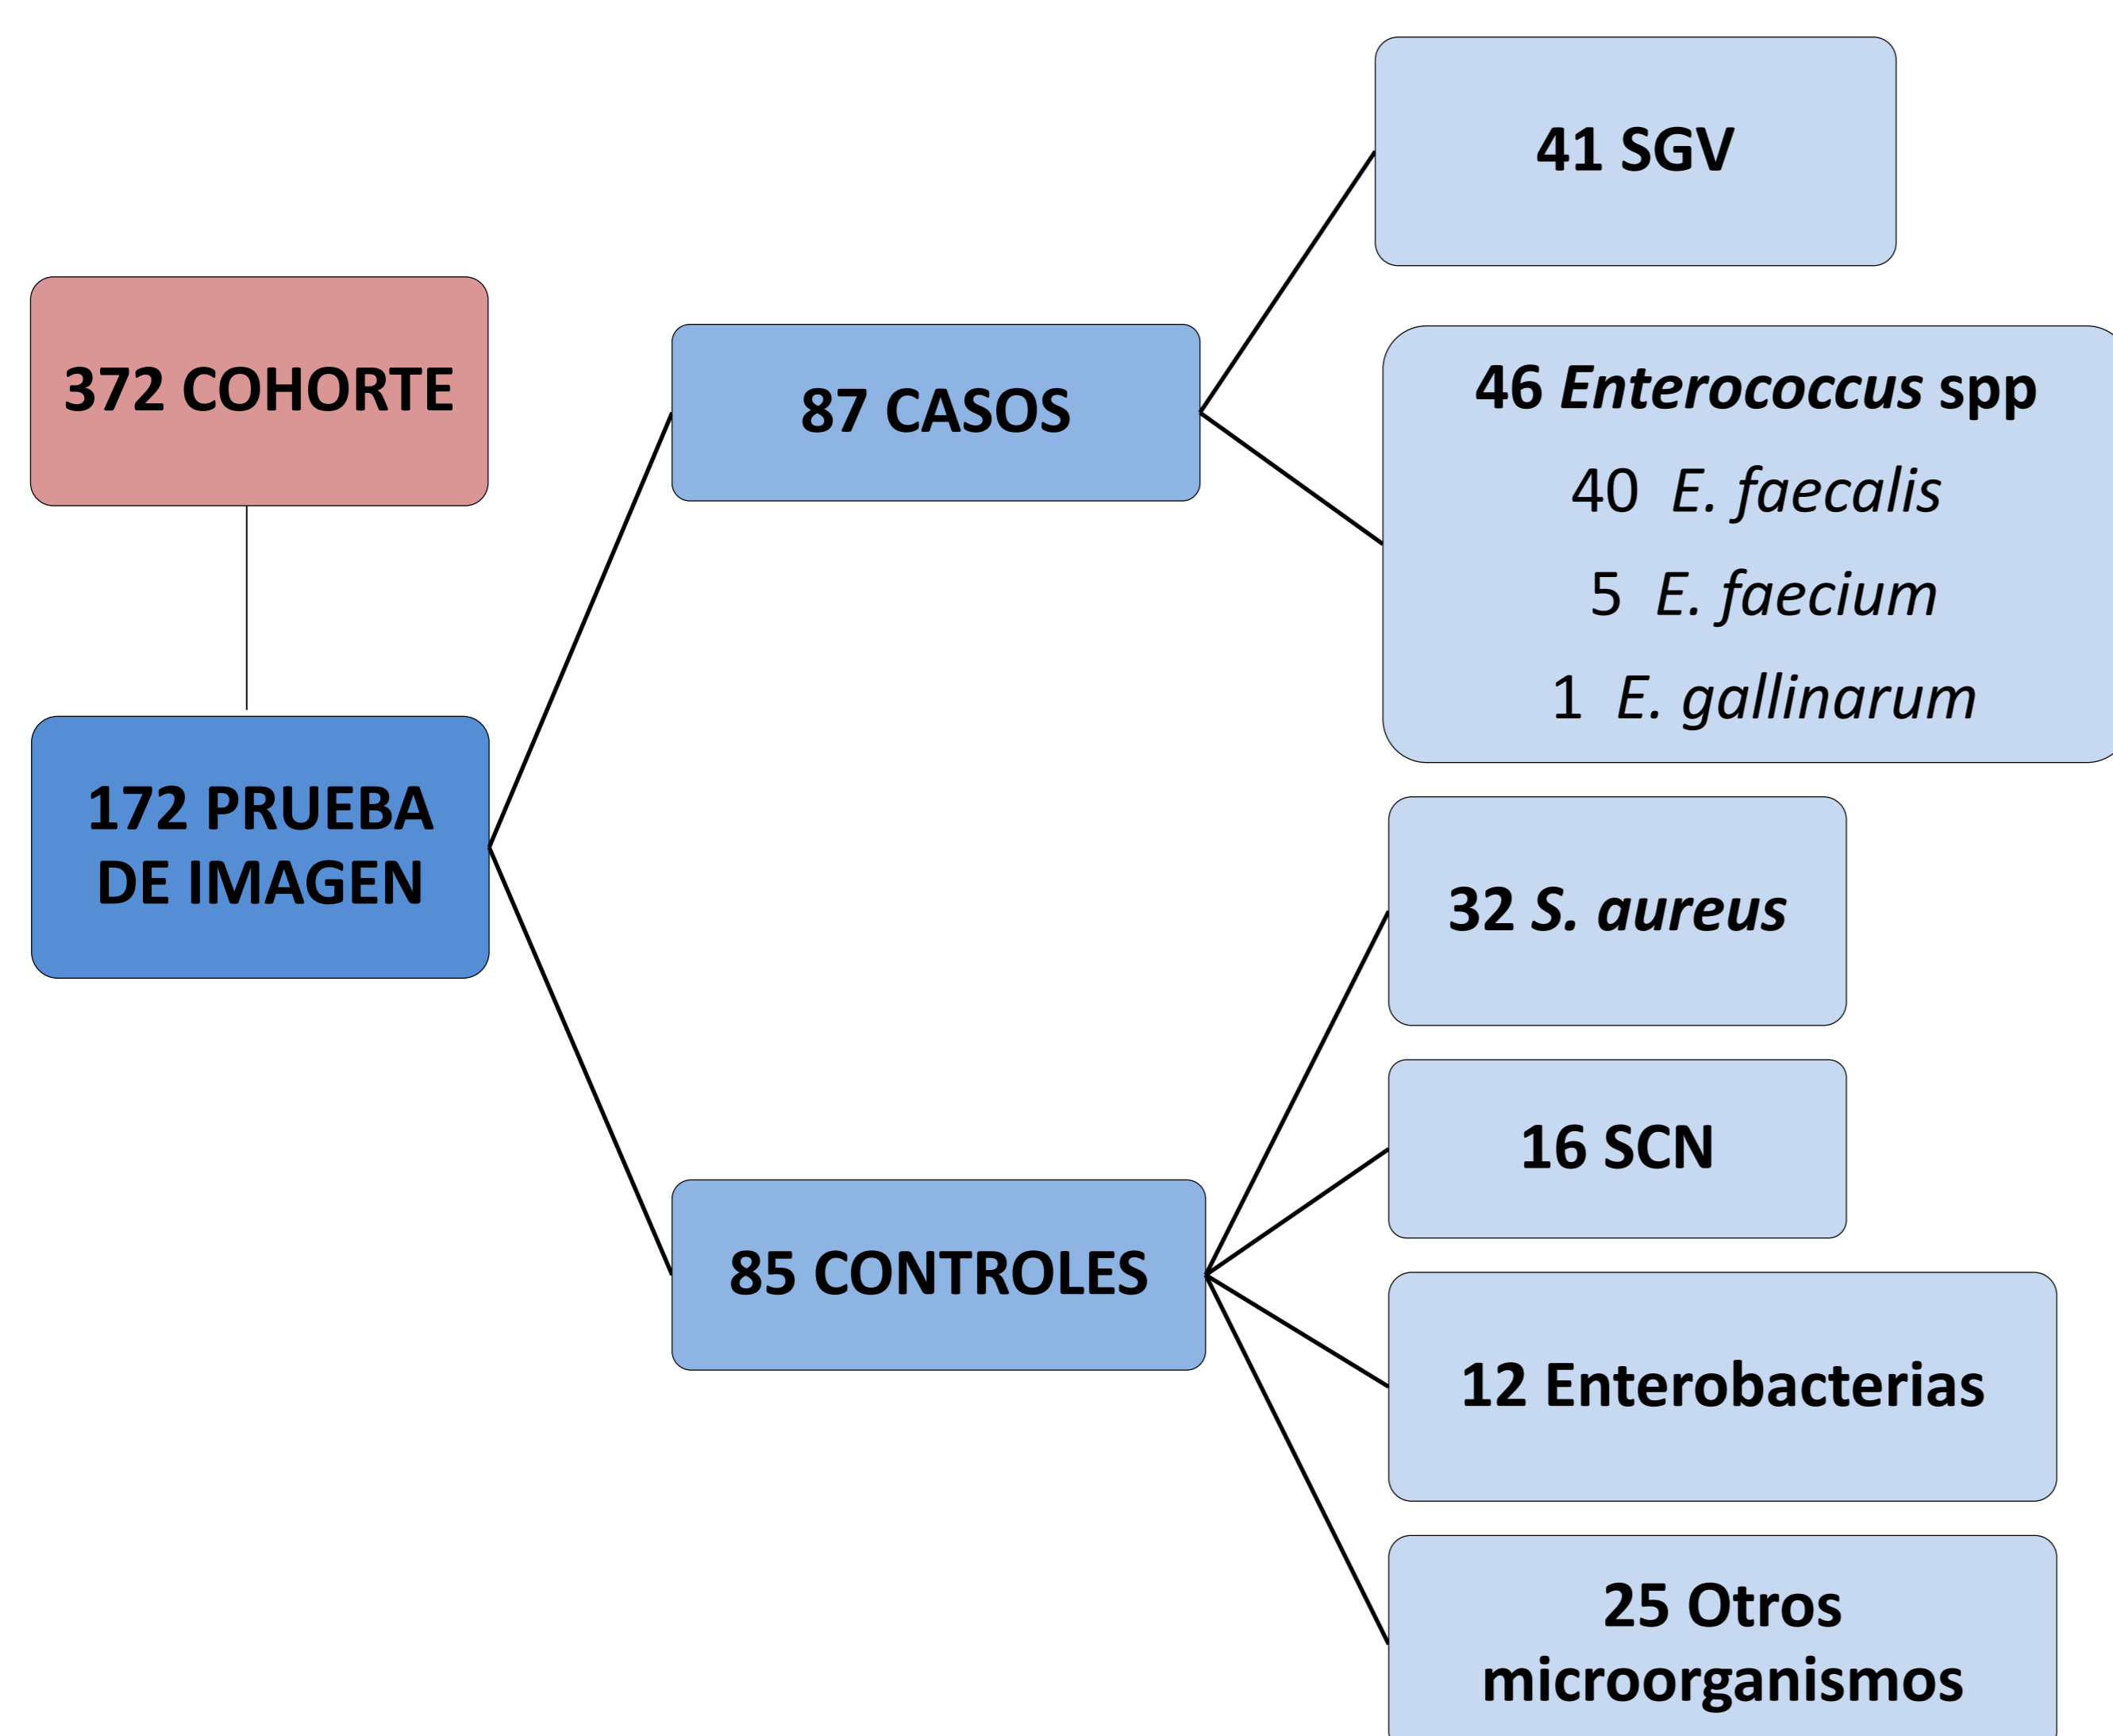 372 COHORTE
172 PRUEBA
DE IMAGEN
87 CASOS
41 SGV
46 Enterococcus spp
40 E. faecalis
5 E. faecium
1 E. gallinarum
85 CONTROLES
32 S. aureus
16 SCN
12 Enterobacterias
25 Otros
microorganismos